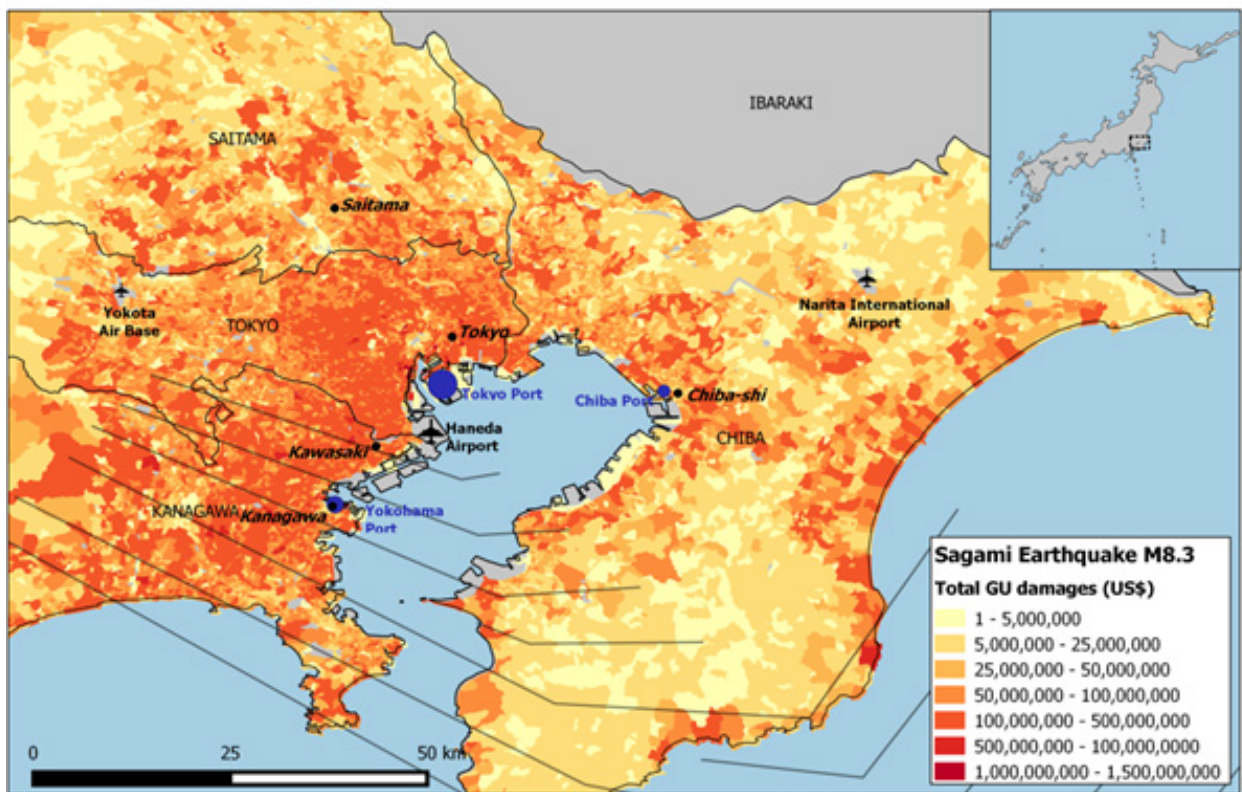 IBARAKI
SAITAMA
Saitama
Yokota
Air Base
TOKYO
Tokyo
Narita International
Airport
Tokyo Port
Chiba Port
Chiba-shi
CHIBA
Haneda
Airport
Kawasaki
KANAGAWA
Kanagawa
Yokohama
Port
Sagami Earthquake M8.3
Total GU damages (US$)
1 - 5,000,000
5,000,000 - 25,000,000
25,000,000 - 50,000,000
50,000,000 - 100,000,000
100,000,000 - 500,000,000
500,000,000 - 100,000,0000
1,000,000,000 - 1,500,000,000
0 25 50 km